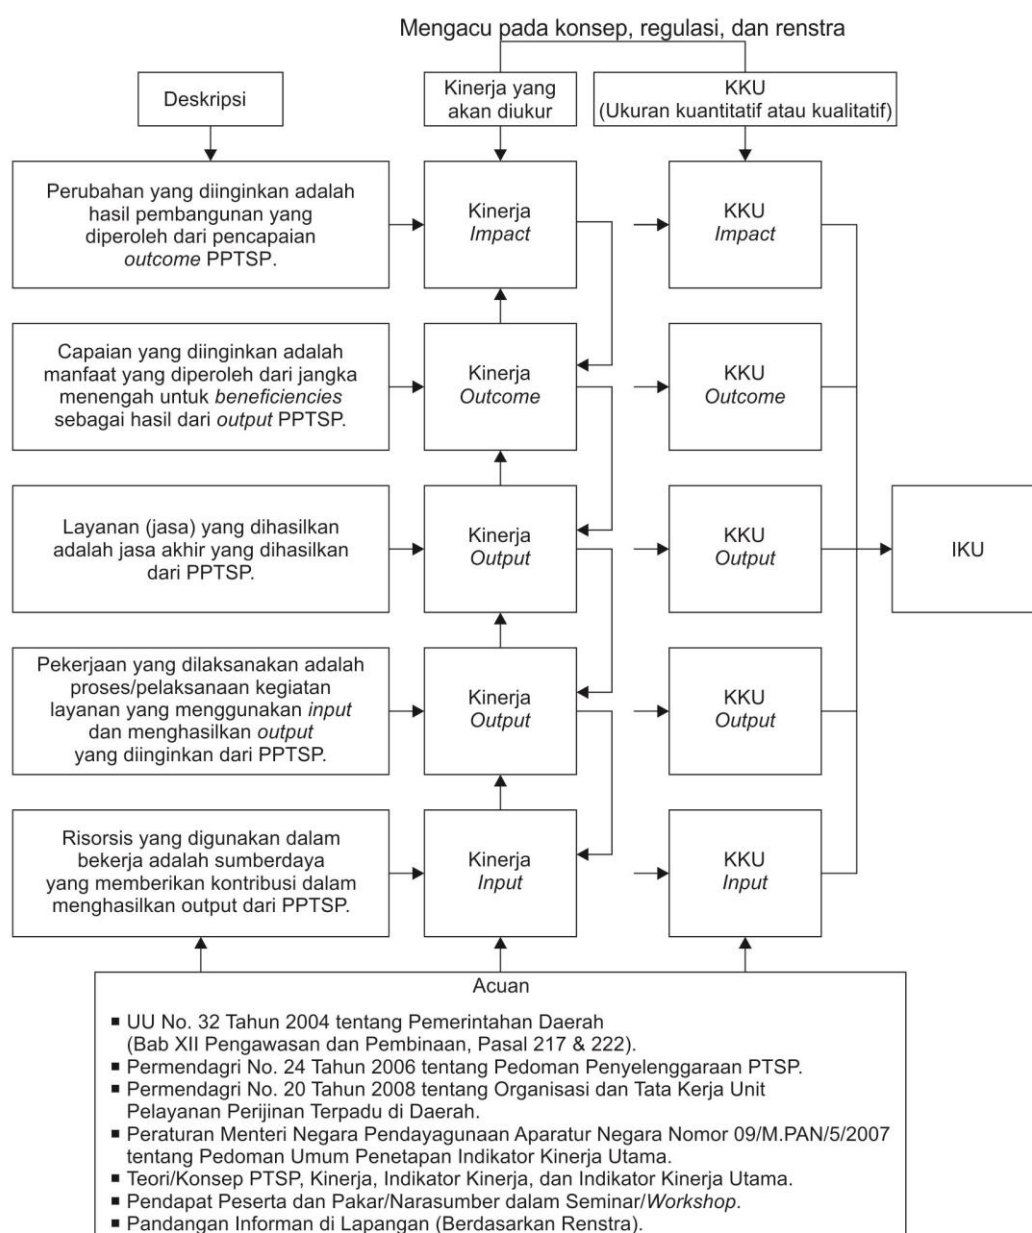 Mengacu pada konsep, regulasi, dan renstra
Deskripsi
Kinerja yang
akan diukur
KKU
(Ukuran kuantitatif atau kualitatif)
Perubahan yang diinginkan adalah
hasil pembangunan yang
diperoleh dari pencapaian
outcome PPTSP.
Kinerja
Impact
KKU
Impact
Capaian yang diinginkan adalah
manfaat yang diperoleh dari jangka
menengah untuk beneficiencies
sebagai hasil dari output PPTSP.
Kinerja
Outcome
KKU
Outcome
Layanan (jasa) yang dihasilkan
adalah jasa akhir yang dihasilkan
dari PPTSP.
Kinerja
Output
KKU
Output
IKU
Pekerjaan yang dilaksanakan adalah
proses/pelaksanaan kegiatan
layanan yang menggunakan input
dan menghasilkan output
yang diinginkan dari PPTSP.
Kinerja
Output
KKU
Output
Risorsis yang digunakan dalam
bekerja adalah sumberdaya
yang memberikan kontribusi dalam
menghasilkan output dari PPTSP.
Kinerja
Input
KKU
Input
Acuan
▪ UU No. 32 Tahun 2004 tentang Pemerintahan Daerah
(Bab XII Pengawasan dan Pembinaan, Pasal 217 & 222).
▪ Permendagri No. 24 Tahun 2006 tentang Pedoman Penyelenggaraan PTSP.
▪ Permendagri No. 20 Tahun 2008 tentang Organisasi dan Tata Kerja Unit
Pelayanan Perijinan Terpadu di Daerah.
▪ Peraturan Menteri Negara Pendayagunaan Aparatur Negara Nomor 09/M.PAN/5/2007
tentang Pedoman Umum Penetapan Indikator Kinerja Utama.
▪ Teori/Konsep PTSP, Kinerja, Indikator Kinerja, dan Indikator Kinerja Utama.
▪ Pendapat Peserta dan Pakar/Narasumber dalam Seminar/Workshop.
▪ Pandangan Informan di Lapangan (Berdasarkan Renstra).